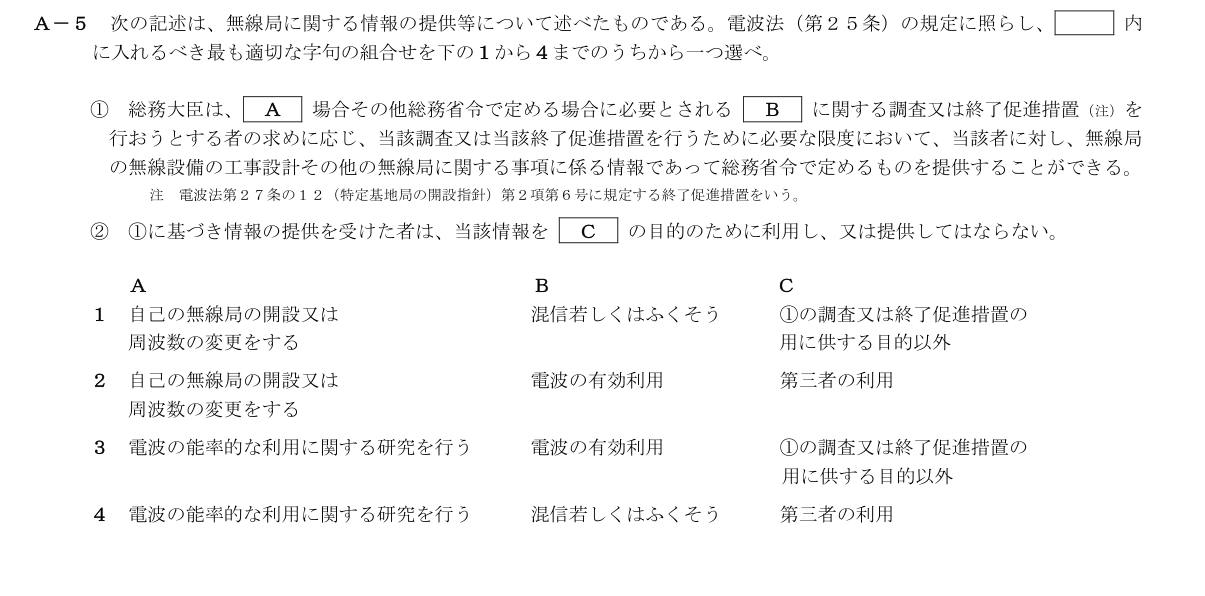 A－5　次の記述は、無線局に関する情報の提供等について述べたものである。電波法（第２５条）の規定に照らし、　　　内
に入れるべき最も適切な字句の組合せを下の1から4までのうちから一つ選べ。
①　総務大臣は、 A 場合その他総務省令で定める場合に必要とされる B に関する調査又は終了促進措置（注）を
行おうとする者の求めに応じ、当該調査又は当該終了促進措置を行うために必要な限度において、当該者に対し、無線局
の無線設備の工事設計その他の無線局に関する事項に係る情報であって総務省令で定めるものを提供することができる。
注　電波法第２７条の１２（特定基地局の開設指針）第２項第６号に規定する終了促進措置をいう。
②　①に基づき情報の提供を受けた者は、当該情報を C の目的のために利用し、又は提供してはならない。
A　B　C
1　自己の無線局の開設又は　混信若しくはふくそう　①の調査又は終了促進措置の
周波数の変更をする　用に供する目的以外
2　自己の無線局の開設又は　電波の有効利用　第三者の利用
周波数の変更をする
3　電波の能率的な利用に関する研究を行う　電波の有効利用　①の調査又は終了促進措置の
用に供する目的以外
4　電波の能率的な利用に関する研究を行う　混信若しくはふくそう　第三者の利用